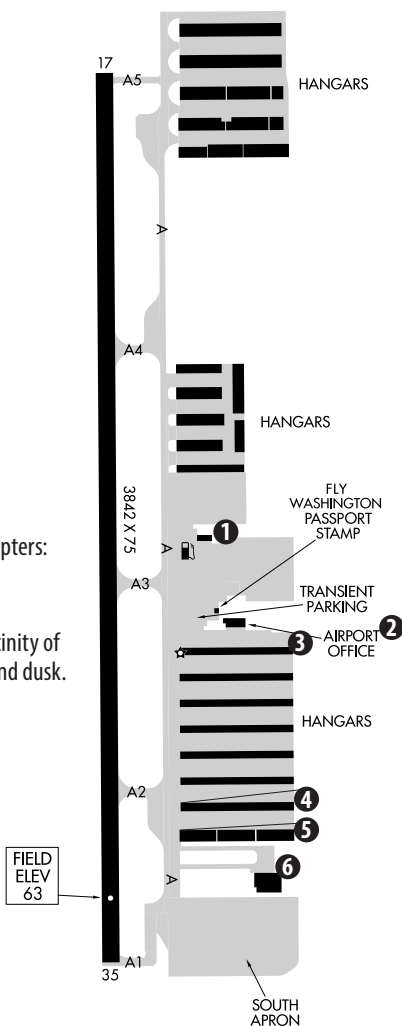 17
A5
HANGARS
A
A4
HANGARS
3842 X 75
FLY
WASHINGTON
PASSPORT
STAMP
1
A
pters:
A3
TRANSIENT
PARKING
2
AIRPORT
OFFICE
3
inity of
nd dusk.
HANGARS
A2
4
5
FIELD
ELEV
63
A
6
A1
35
SOUTH
APRON